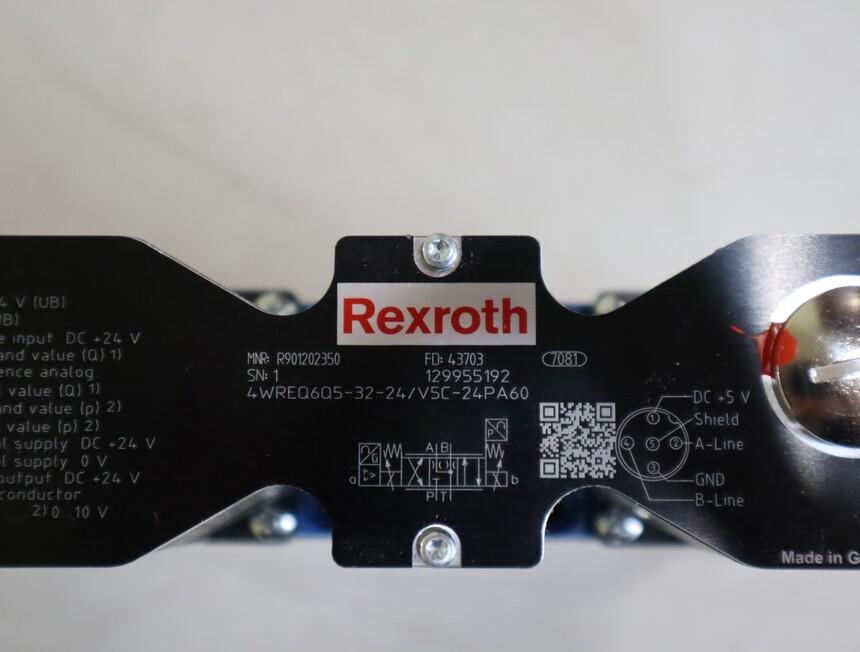 4 V (UB)
B)
e input DC +24 V
and value (Q) 1)
ence analog
l value (Q) 1)
and value (p) 2)
value (p) 2)
ol supply DC +24 V
ol supply 0 V
output DC +24 V
conductor
2) 0 10 V
Rexroth
MNR: R901202350 FD: 43703 7081
SN: 1 129955192
4WREQ6Q5-32-24/V5C-24PA60
P
U
A B
a b
T
P T
DC +5 V
Shield
A-Line
GND
B-Line
1
4 5 2
3
Made in G